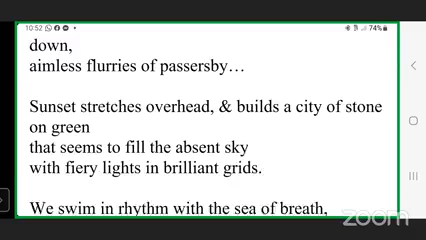 10:52
74%
down,
aimless flurries of passersby…
Sunset stretches overhead, & builds a city of stone
on green
that seems to fill the absent sky
with fiery lights in brilliant grids.
We swim in rhythm with the sea of breath,
zoom